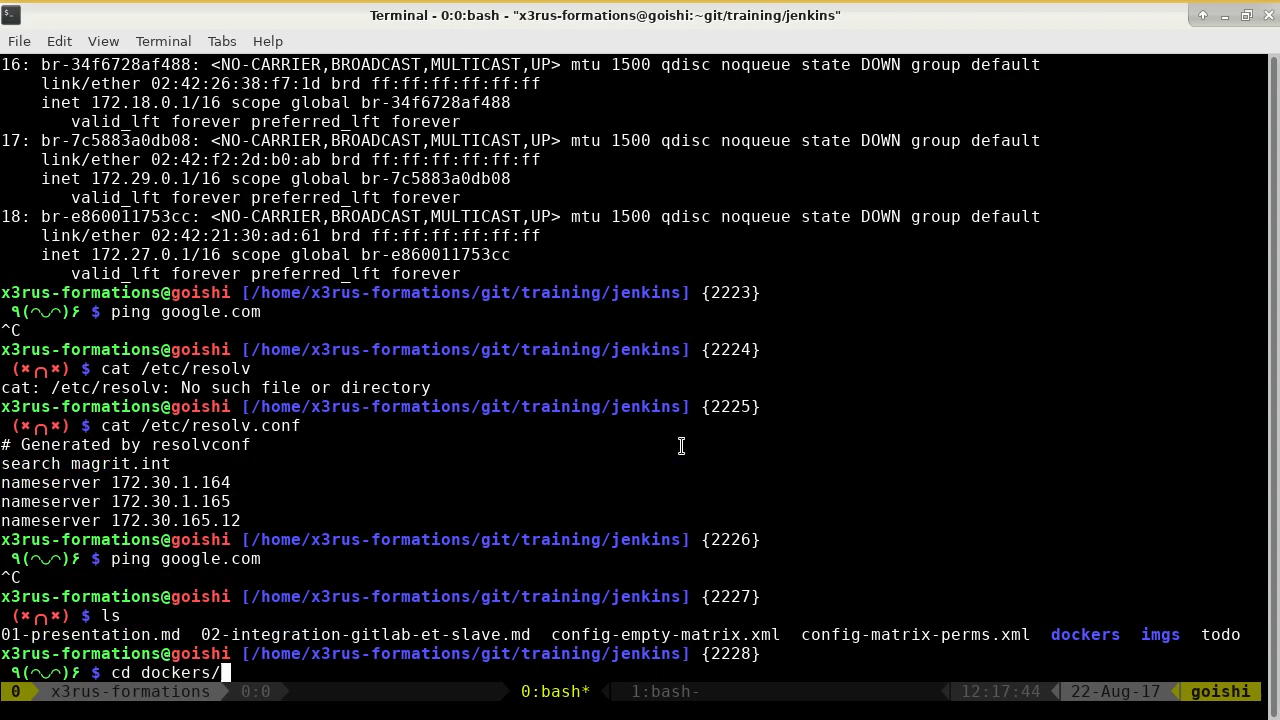 Terminal - 0:0:bash - "x3rus-formations@goishi:~git/training/jenkins"
File Edit View Terminal Tabs Help
16: br-34f6728af488: <NO-CARRIER,BROADCAST,MULTICAST,UP> mtu 1500 qdisc noqueue state DOWN group default
link/ether 02:42:26:38:f7:1d brd ff:ff:ff:ff:ff:ff
inet 172.18.0.1/16 scope global br-34f6728af488
valid_lft forever preferred_lft forever
17: br-7c5883a0db08: <NO-CARRIER,BROADCAST,MULTICAST,UP> mtu 1500 qdisc noqueue state DOWN group default
link/ether 02:42:f2:2d:b0:ab brd ff:ff:ff:ff:ff:ff
inet 172.29.0.1/16 scope global br-7c5883a0db08
valid_lft forever preferred_lft forever
18: br-e860011753cc: <NO-CARRIER,BROADCAST,MULTICAST,UP> mtu 1500 qdisc noqueue state DOWN group default
link/ether 02:42:21:30:ad:61 brd ff:ff:ff:ff:ff:ff
inet 172.27.0.1/16 scope global br-e860011753cc
valid_lft forever preferred_lft forever
x3rus-formations@goishi [/home/x3rus-formations/git/training/jenkins] {2223}
٩(◠◡◠)۶ $ ping google.com
^C
x3rus-formations@goishi [/home/x3rus-formations/git/training/jenkins] {2224}
(✖╭╮✖) $ cat /etc/resolv
cat: /etc/resolv: No such file or directory
x3rus-formations@goishi [/home/x3rus-formations/git/training/jenkins] {2225}
(✖╭╮✖) $ cat /etc/resolv.conf
# Generated by resolvconf
search magrit.int
nameserver 172.30.1.164
nameserver 172.30.1.165
nameserver 172.30.165.12
x3rus-formations@goishi [/home/x3rus-formations/git/training/jenkins] {2226}
٩(◠◡◠)۶ $ ping google.com
^C
x3rus-formations@goishi [/home/x3rus-formations/git/training/jenkins] {2227}
(✖╭╮✖) $ ls
01-presentation.md 02-integration-gitlab-et-slave.md config-empty-matrix.xml config-matrix-perms.xml dockers imgs todo
x3rus-formations@goishi [/home/x3rus-formations/git/training/jenkins] {2228}
٩(◠◡◠)۶ $ cd dockers/
0 x3rus-formations 0:0 0:bash* 1:bash- 12:17:44 22-Aug-17 goishi